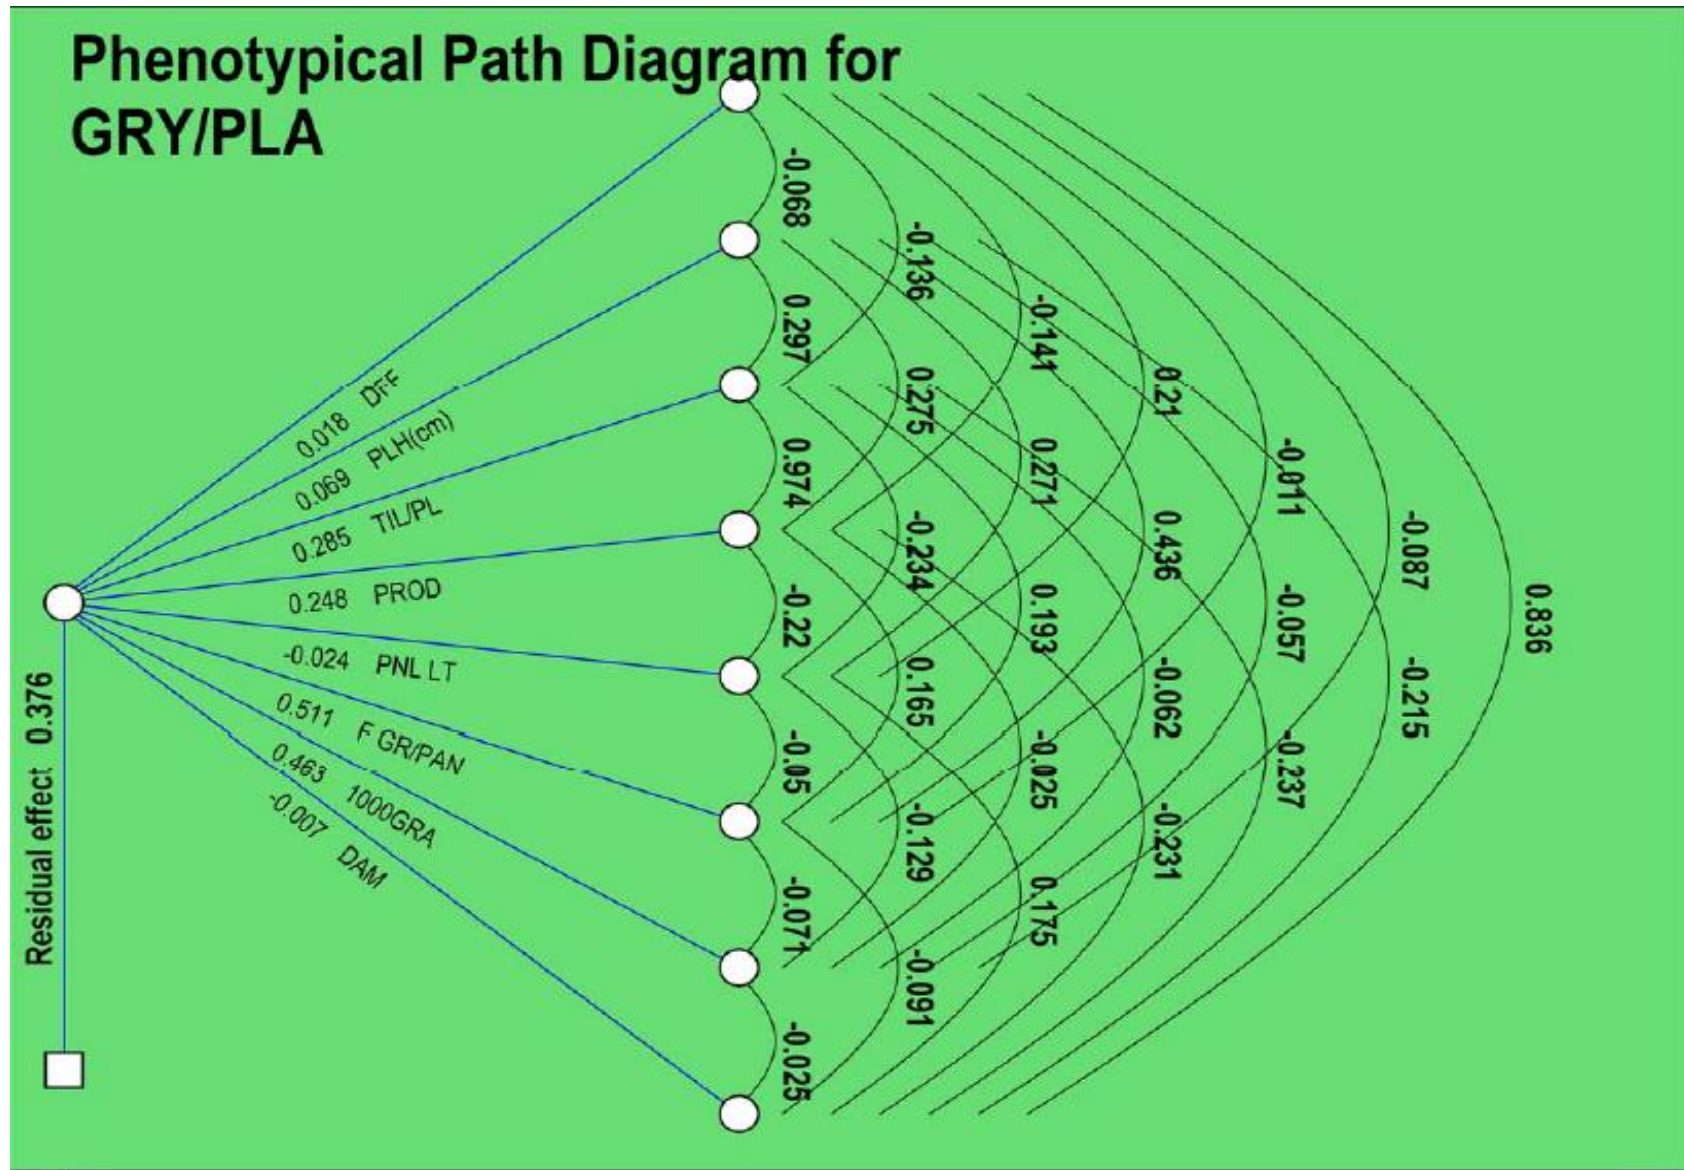 Phenotypical Path Diagram for
GRY/PLA
0.018 DFF
0.069 PLH(cm)
0.285 TIL/PL
0.248 PROD
-0.024 PNL LT
0.511 F GR/PAN
0.463 1000GRA
-0.007 DAM
Residual effect 0.376
-0.068
0.297
0.974
-0.22
-0.05
-0.071
-0.025
-0.136
0.275
-0.234
0.165
-0.129
-0.091
-0.141
0.271
0.193
-0.025
0.175
0.21
0.436
-0.062
-0.231
-0.011
-0.057
-0.237
-0.087
-0.215
0.836